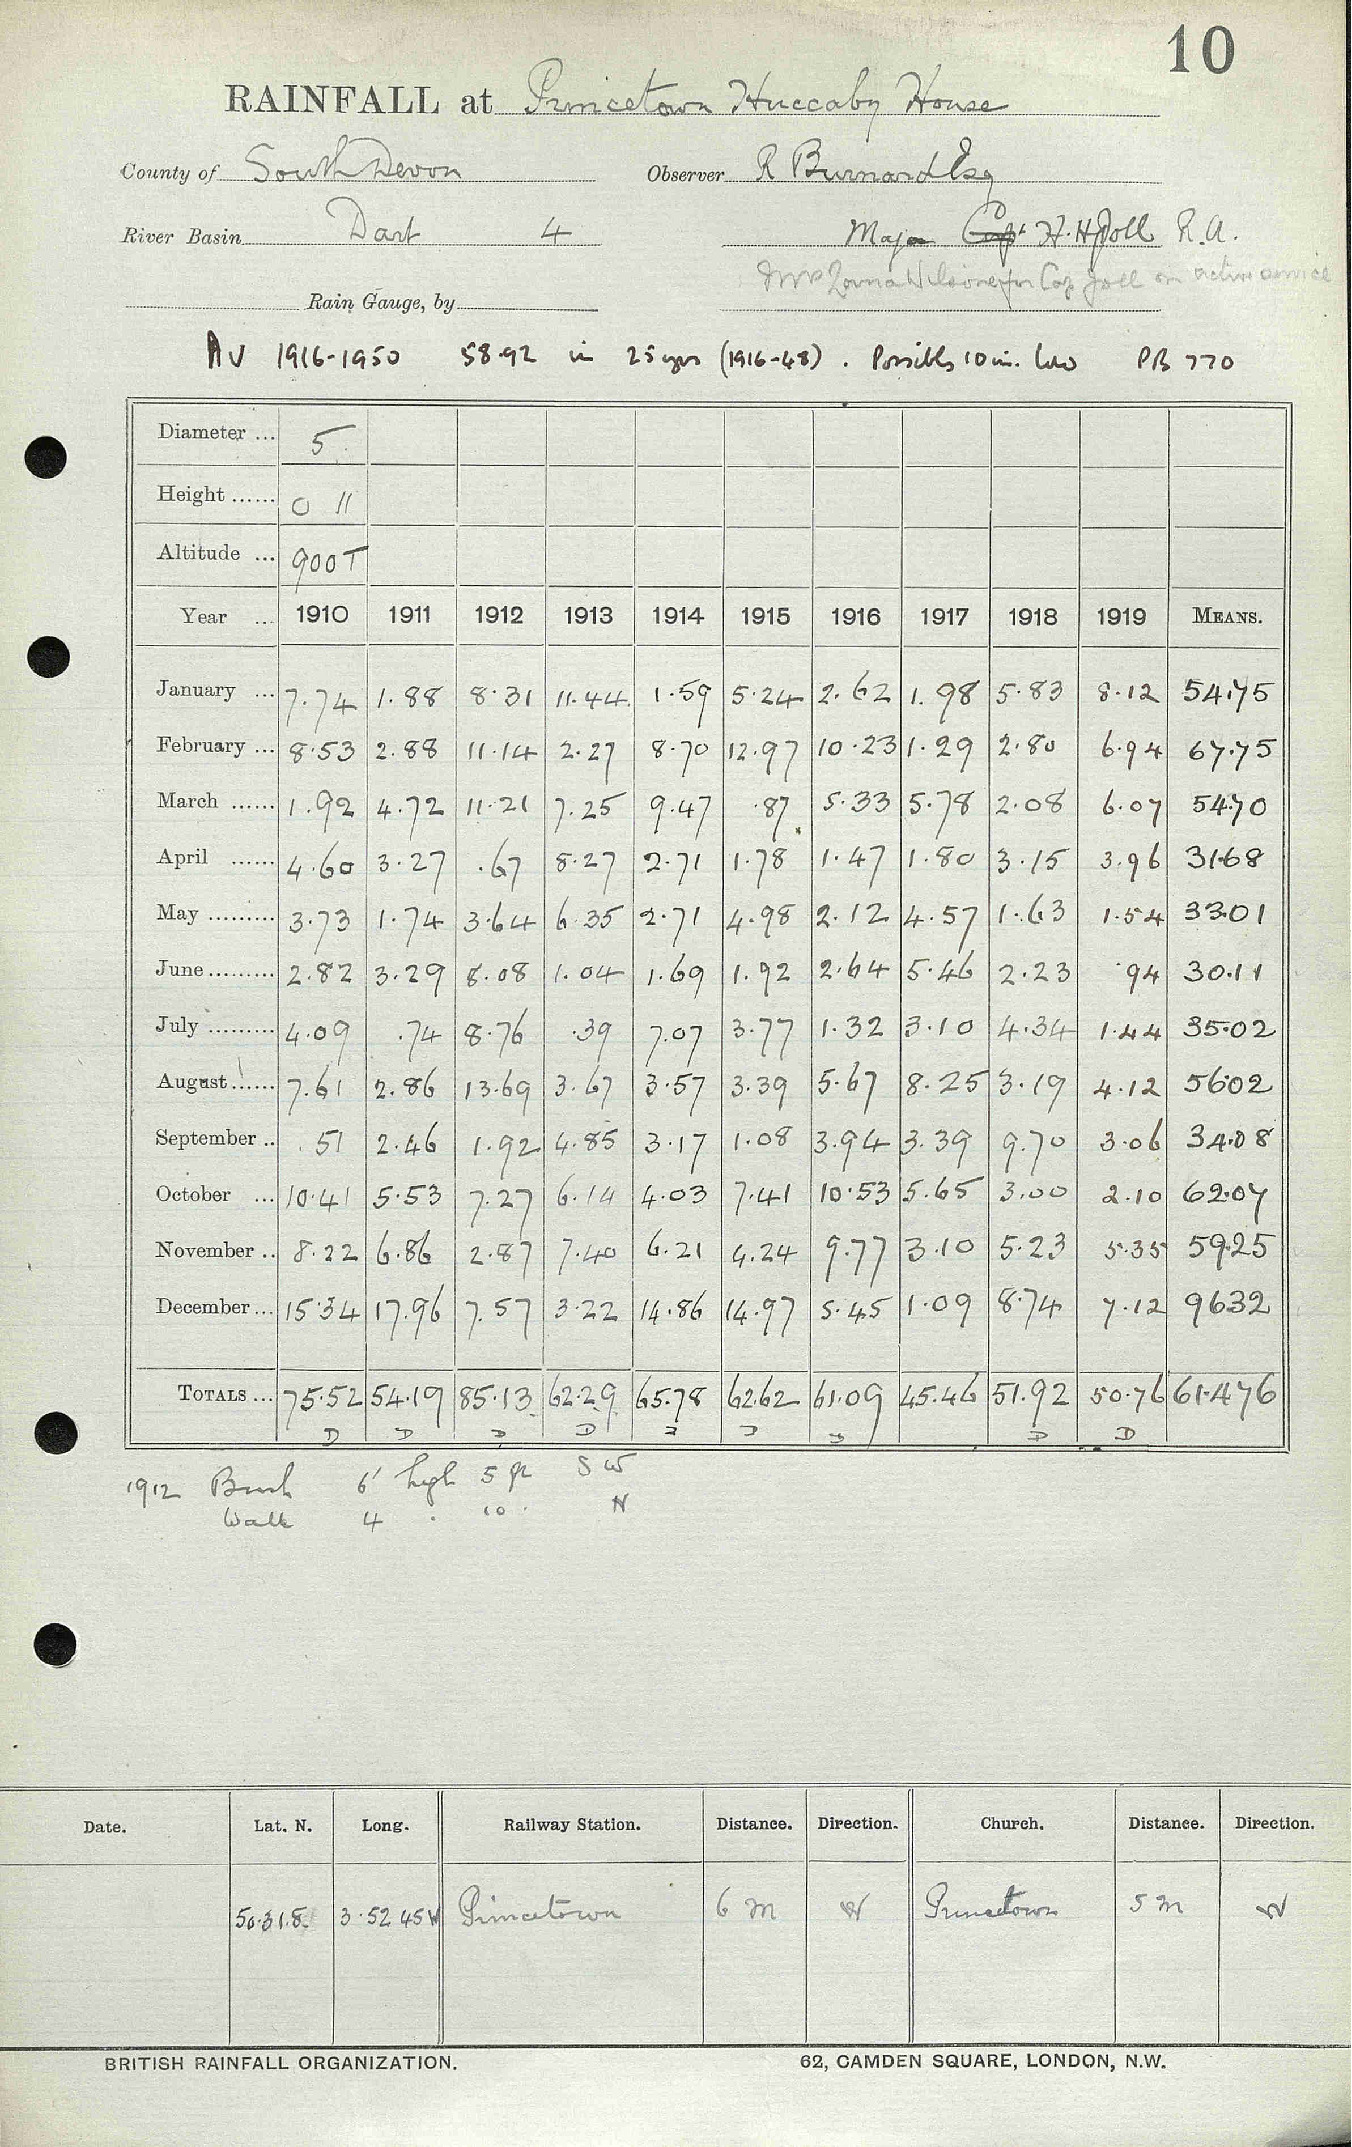 10
RAINFALL at Princetown Huccaby House
County of South Devon Observer R Burnard Esq
River Basin Dart 4 Major Capt H. H. Joll R.A.
Cap Joll on active service
Rain Gauge, by
AV 1916-1950 58.92 in 25 yrs (1916-48). Possibly 10 in. low PB 770
Diameter ... 5
Height ...... 0 11
Altitude ... 900 T
Year ... 1910 1911 1912 1913 1914 1915 1916 1917 1918 1919 MEANS.
January ... 7.74 1.88 8.31 11.44 1.59 5.24 2.62 1.98 5.83 8.12 54.75
February ... 8.53 2.88 11.14 2.27 8.70 12.97 10.23 1.29 2.80 6.94 67.75
March ...... 1.92 4.72 11.21 7.25 9.47 .87 5.33 5.78 2.08 6.07 54.70
April ...... 4.60 3.27 .67 8.27 2.71 1.78 1.47 1.80 3.15 3.96 31.68
May ......... 3.73 1.74 3.64 6.35 2.71 4.98 2.12 4.57 1.63 1.54 33.01
June ......... 2.82 3.29 8.08 1.04 1.69 1.92 2.64 5.46 2.23 .94 30.11
July ......... 4.09 .74 8.76 .39 7.07 3.77 1.32 3.10 4.34 1.44 35.02
August ...... 7.61 2.86 13.69 3.67 3.57 3.39 5.67 8.25 3.19 4.12 56.02
September .. .51 2.46 1.92 4.85 3.17 1.08 3.94 3.39 9.70 3.06 34.08
October ... 10.41 5.53 7.27 6.14 4.03 7.41 10.53 5.65 3.00 2.10 62.07
November .. 8.22 6.86 2.87 7.40 6.21 4.24 9.77 3.10 5.23 5.35 59.25
December ... 15.34 17.96 7.57 3.22 14.86 14.97 5.45 1.09 8.74 7.12 96.32
TOTALS ... 75.52 54.19 85.13 62.29 65.78 62.62 61.09 45.46 51.92 50.76 614.76
D D D D D D D D D
1912 Bush 6' high 5 ft SW
Wall 4 . 10 . N
Date. Lat. N. Long. Railway Station. Distance. Direction. Church. Distance. Direction.
50.31.5. 3.52 45 W Princetown 6 m W Princetown 5 m W
BRITISH RAINFALL ORGANIZATION. 62, CAMDEN SQUARE, LONDON, N.W.